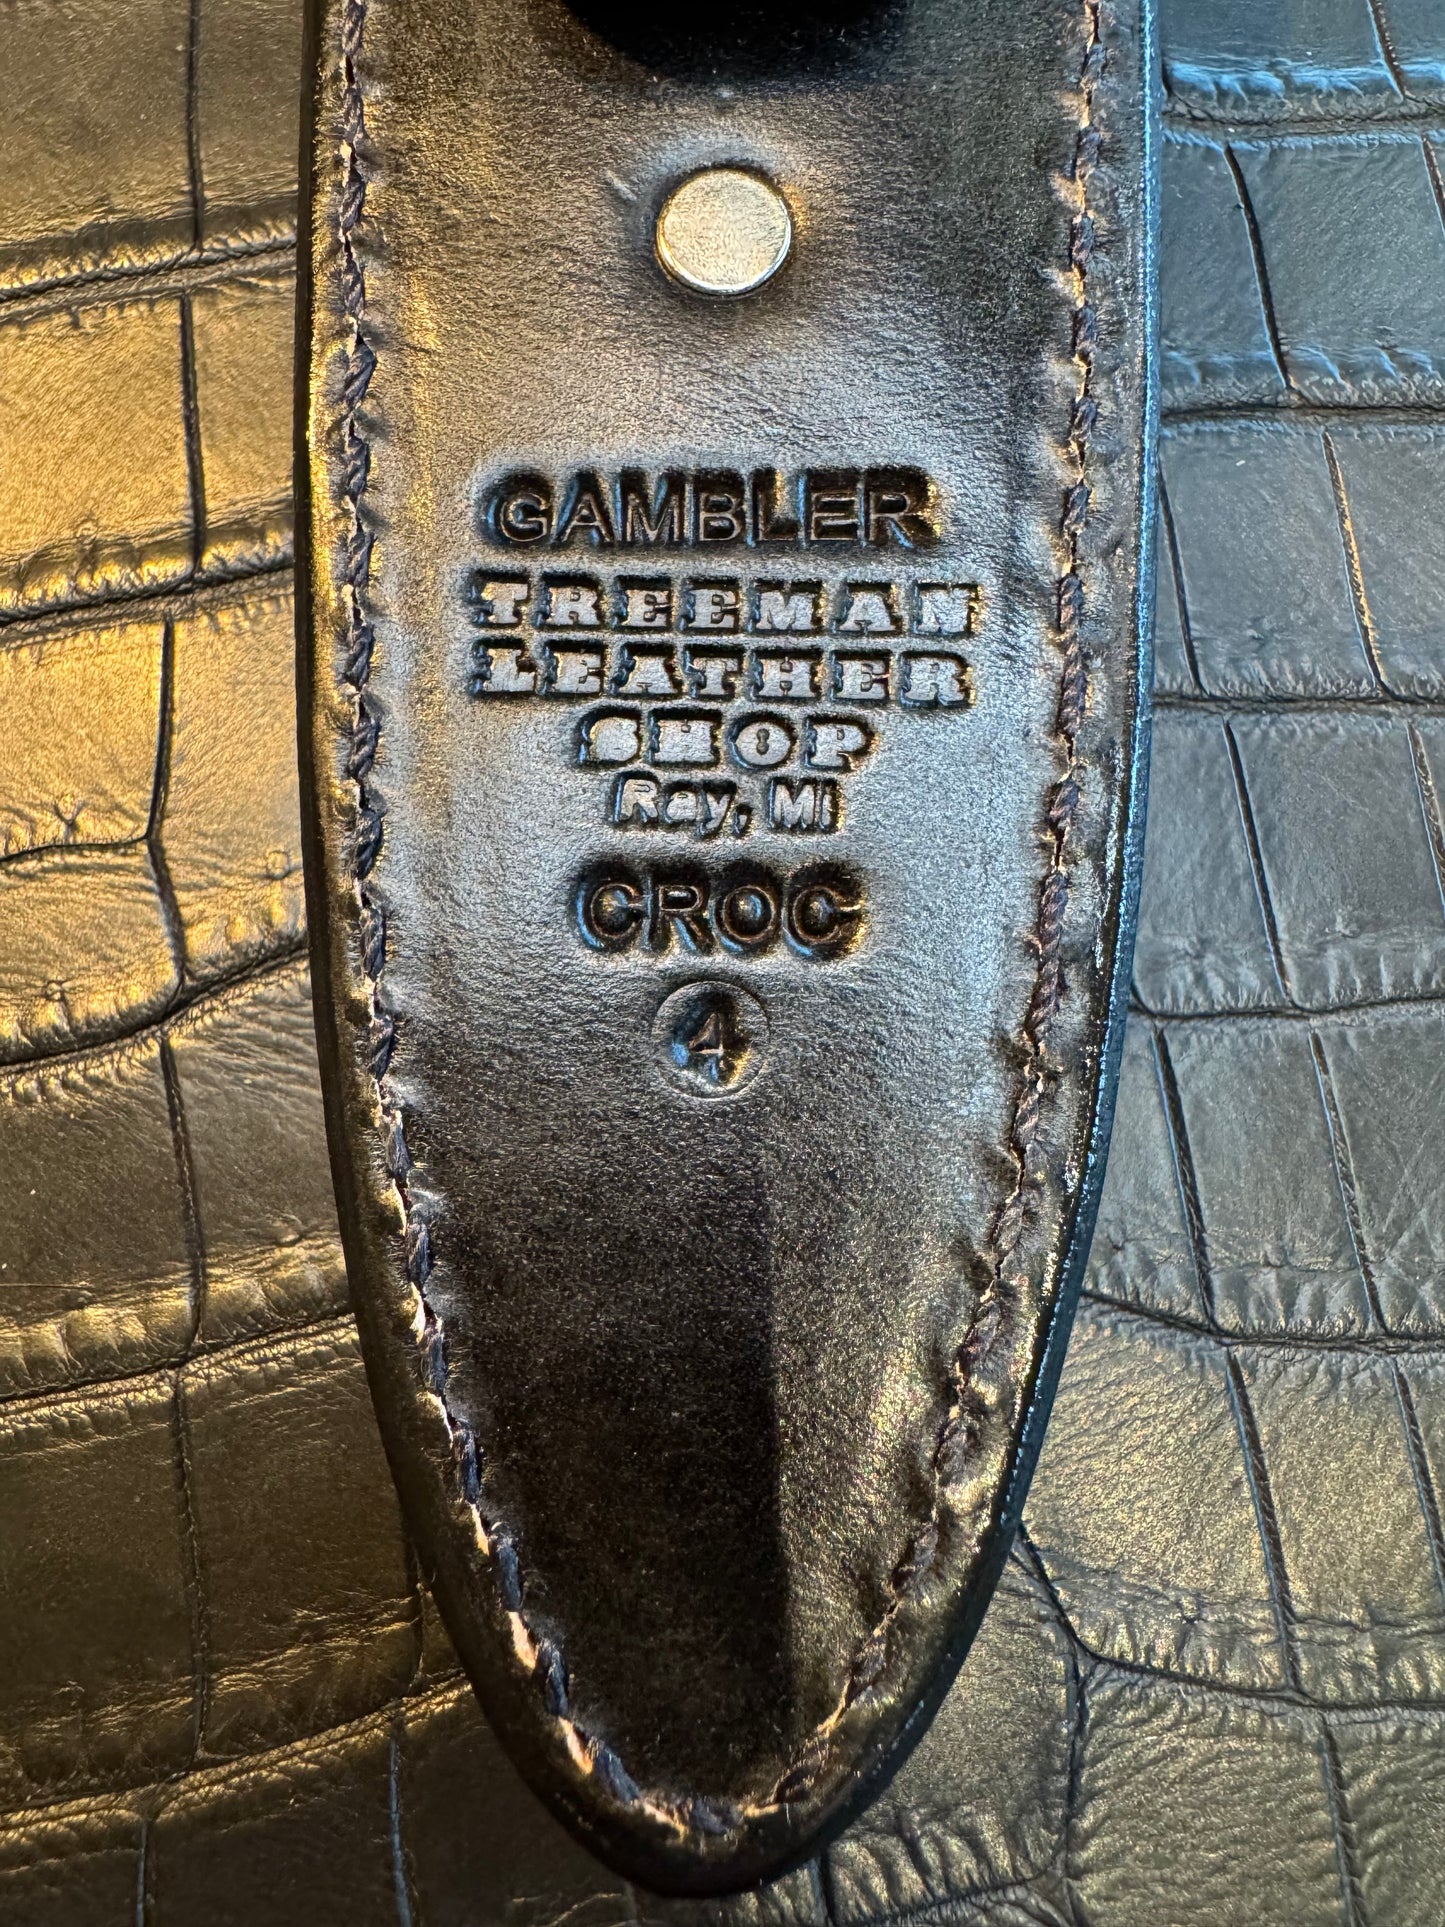 GAMBLER
TREEMAN
LEATHER
SHOP
Ray, MI
CROC
4